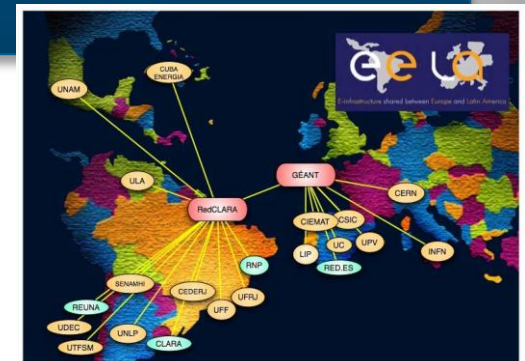 eela
E-infrastructure shared between Europe and Latin America
CUBA
ENERGIA
UNAM
GÉANT
ULA
CERN
RedCLARA
CIEMAT
CSIC
LIP
UC
UPV
INFN
RED.ES
RNP
SENAMHI
CEDERJ
UFRJ
REUNA
UFF
UDEC
UNLP
UTFSM
CLARA